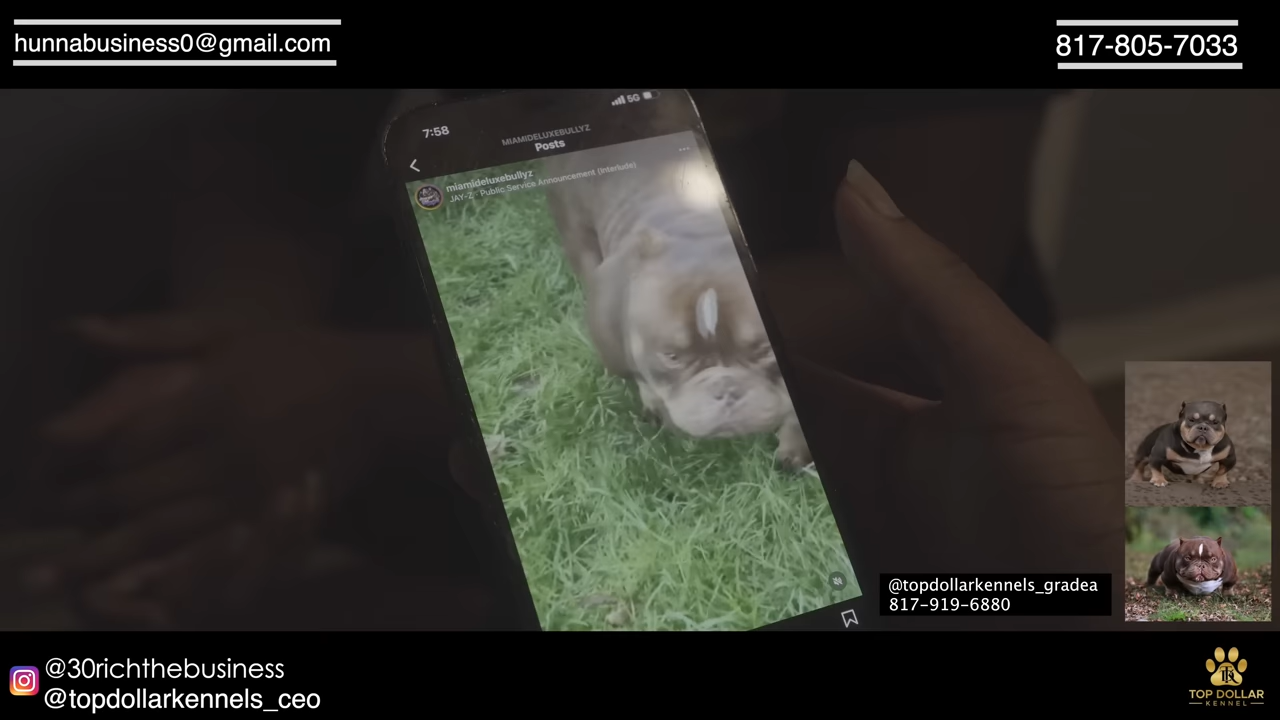 hunnabusiness0@gmail.com
817-805-7033
7:58
5G
MIAMIDELUXEBULLYZ
Posts
miamideluxebullyz
JAY-Z Public Service Announcement (Interlude)
@topdollarkennels_gradea
817-919-6880
@30richthebusiness
@topdollarkennels_ceo
TOP DOLLAR
KENNEL